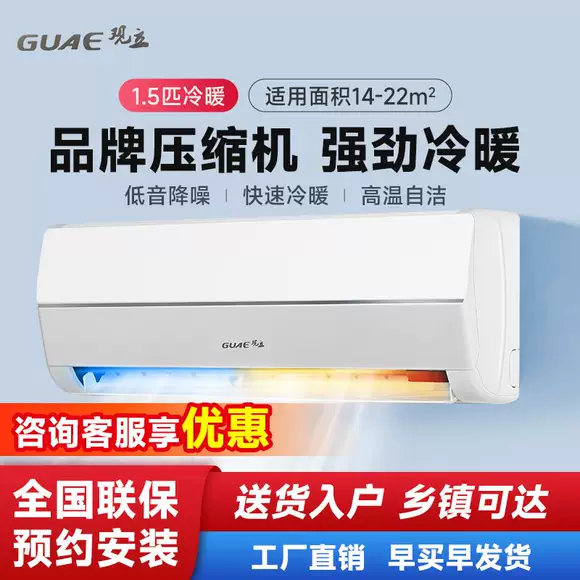 GUAE 现立
1.5匹冷暖 适用面积14-22m²
品牌压缩机 强劲冷暖
低音降噪 | 快速冷暖 | 高温自洁
GUAE 现立
咨询客服享优惠
全国联保 送货入户 乡镇可达
预约安装 工厂直销 早买早发货